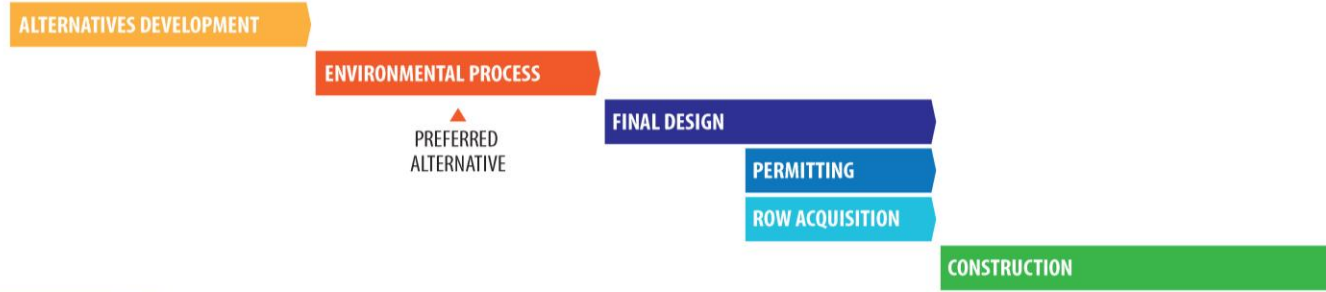 ALTERNATIVES DEVELOPMENT
ENVIRONMENTAL PROCESS
PREFERRED
ALTERNATIVE
FINAL DESIGN
PERMITTING
ROW ACQUISITION
CONSTRUCTION